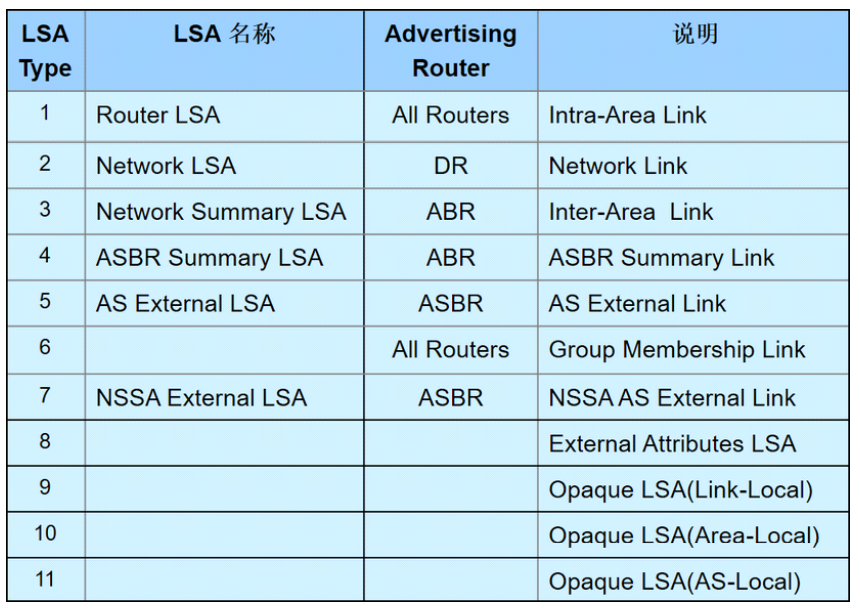 LSA Type LSA 名称 Advertising Router 说明
1 Router LSA All Routers Intra-Area Link
2 Network LSA DR Network Link
3 Network Summary LSA ABR Inter-Area Link
4 ASBR Summary LSA ABR ASBR Summary Link
5 AS External LSA ASBR AS External Link
6 All Routers Group Membership Link
7 NSSA External LSA ASBR NSSA AS External Link
8 External Attributes LSA
9 Opaque LSA(Link-Local)
10 Opaque LSA(Area-Local)
11 Opaque LSA(AS-Local)